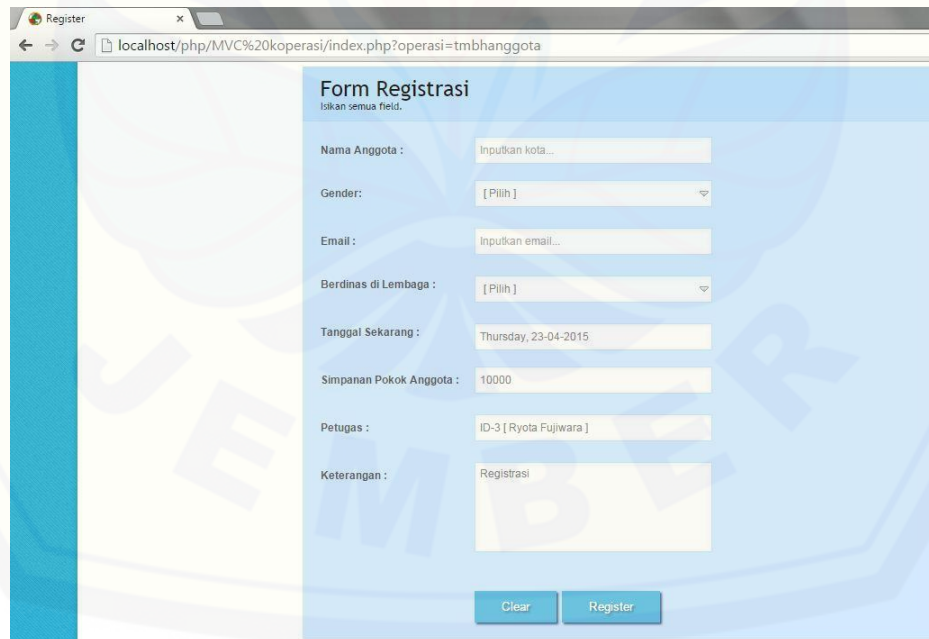 Register
localhost/php/MVC%20koperasi/index.php?operasi=tmbhanggota
Form Registrasi
Isikan semua field.
Nama Anggota : Inputkan kota...
Gender: [ Pilih ]
Email : Inputkan email...
Berdinas di Lembaga : [ Pilih ]
Tanggal Sekarang : Thursday, 23-04-2015
Simpanan Pokok Anggota : 10000
Petugas : ID-3 [ Ryota Fujiwara ]
Keterangan : Registrasi
Clear Register
JEMBER